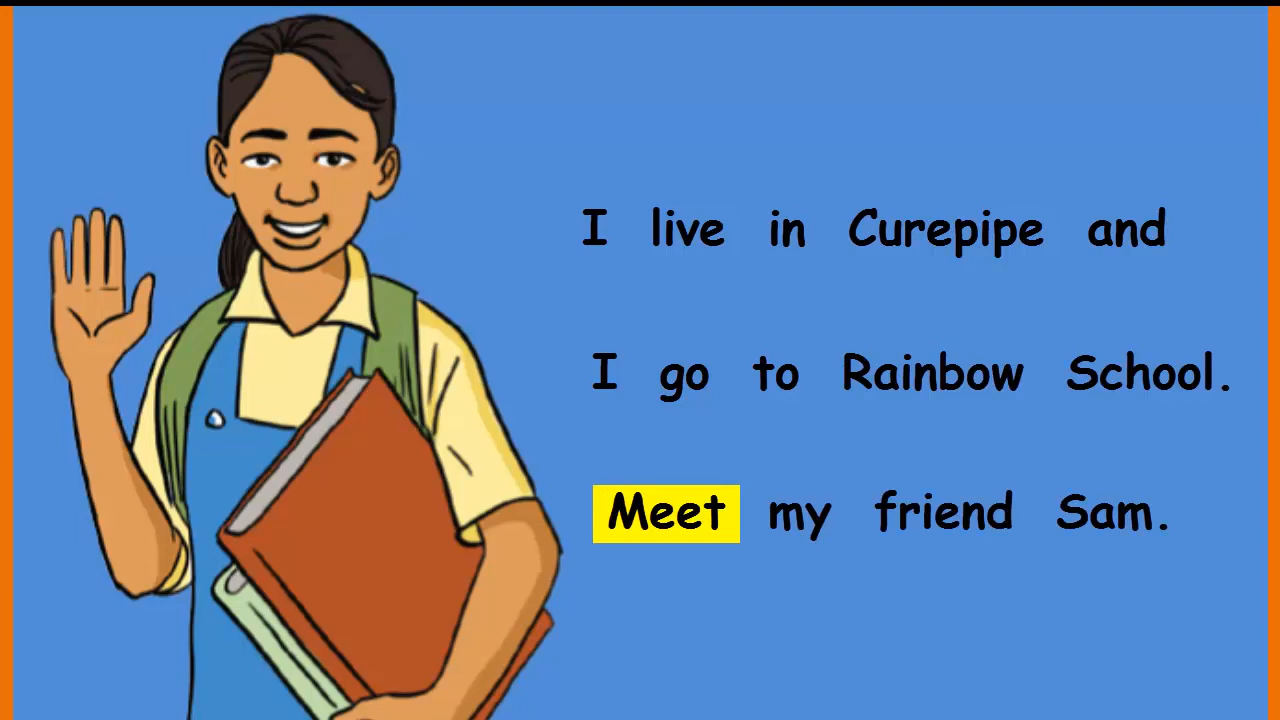 I live in Curepipe and
I go to Rainbow School.
Meet my friend Sam.